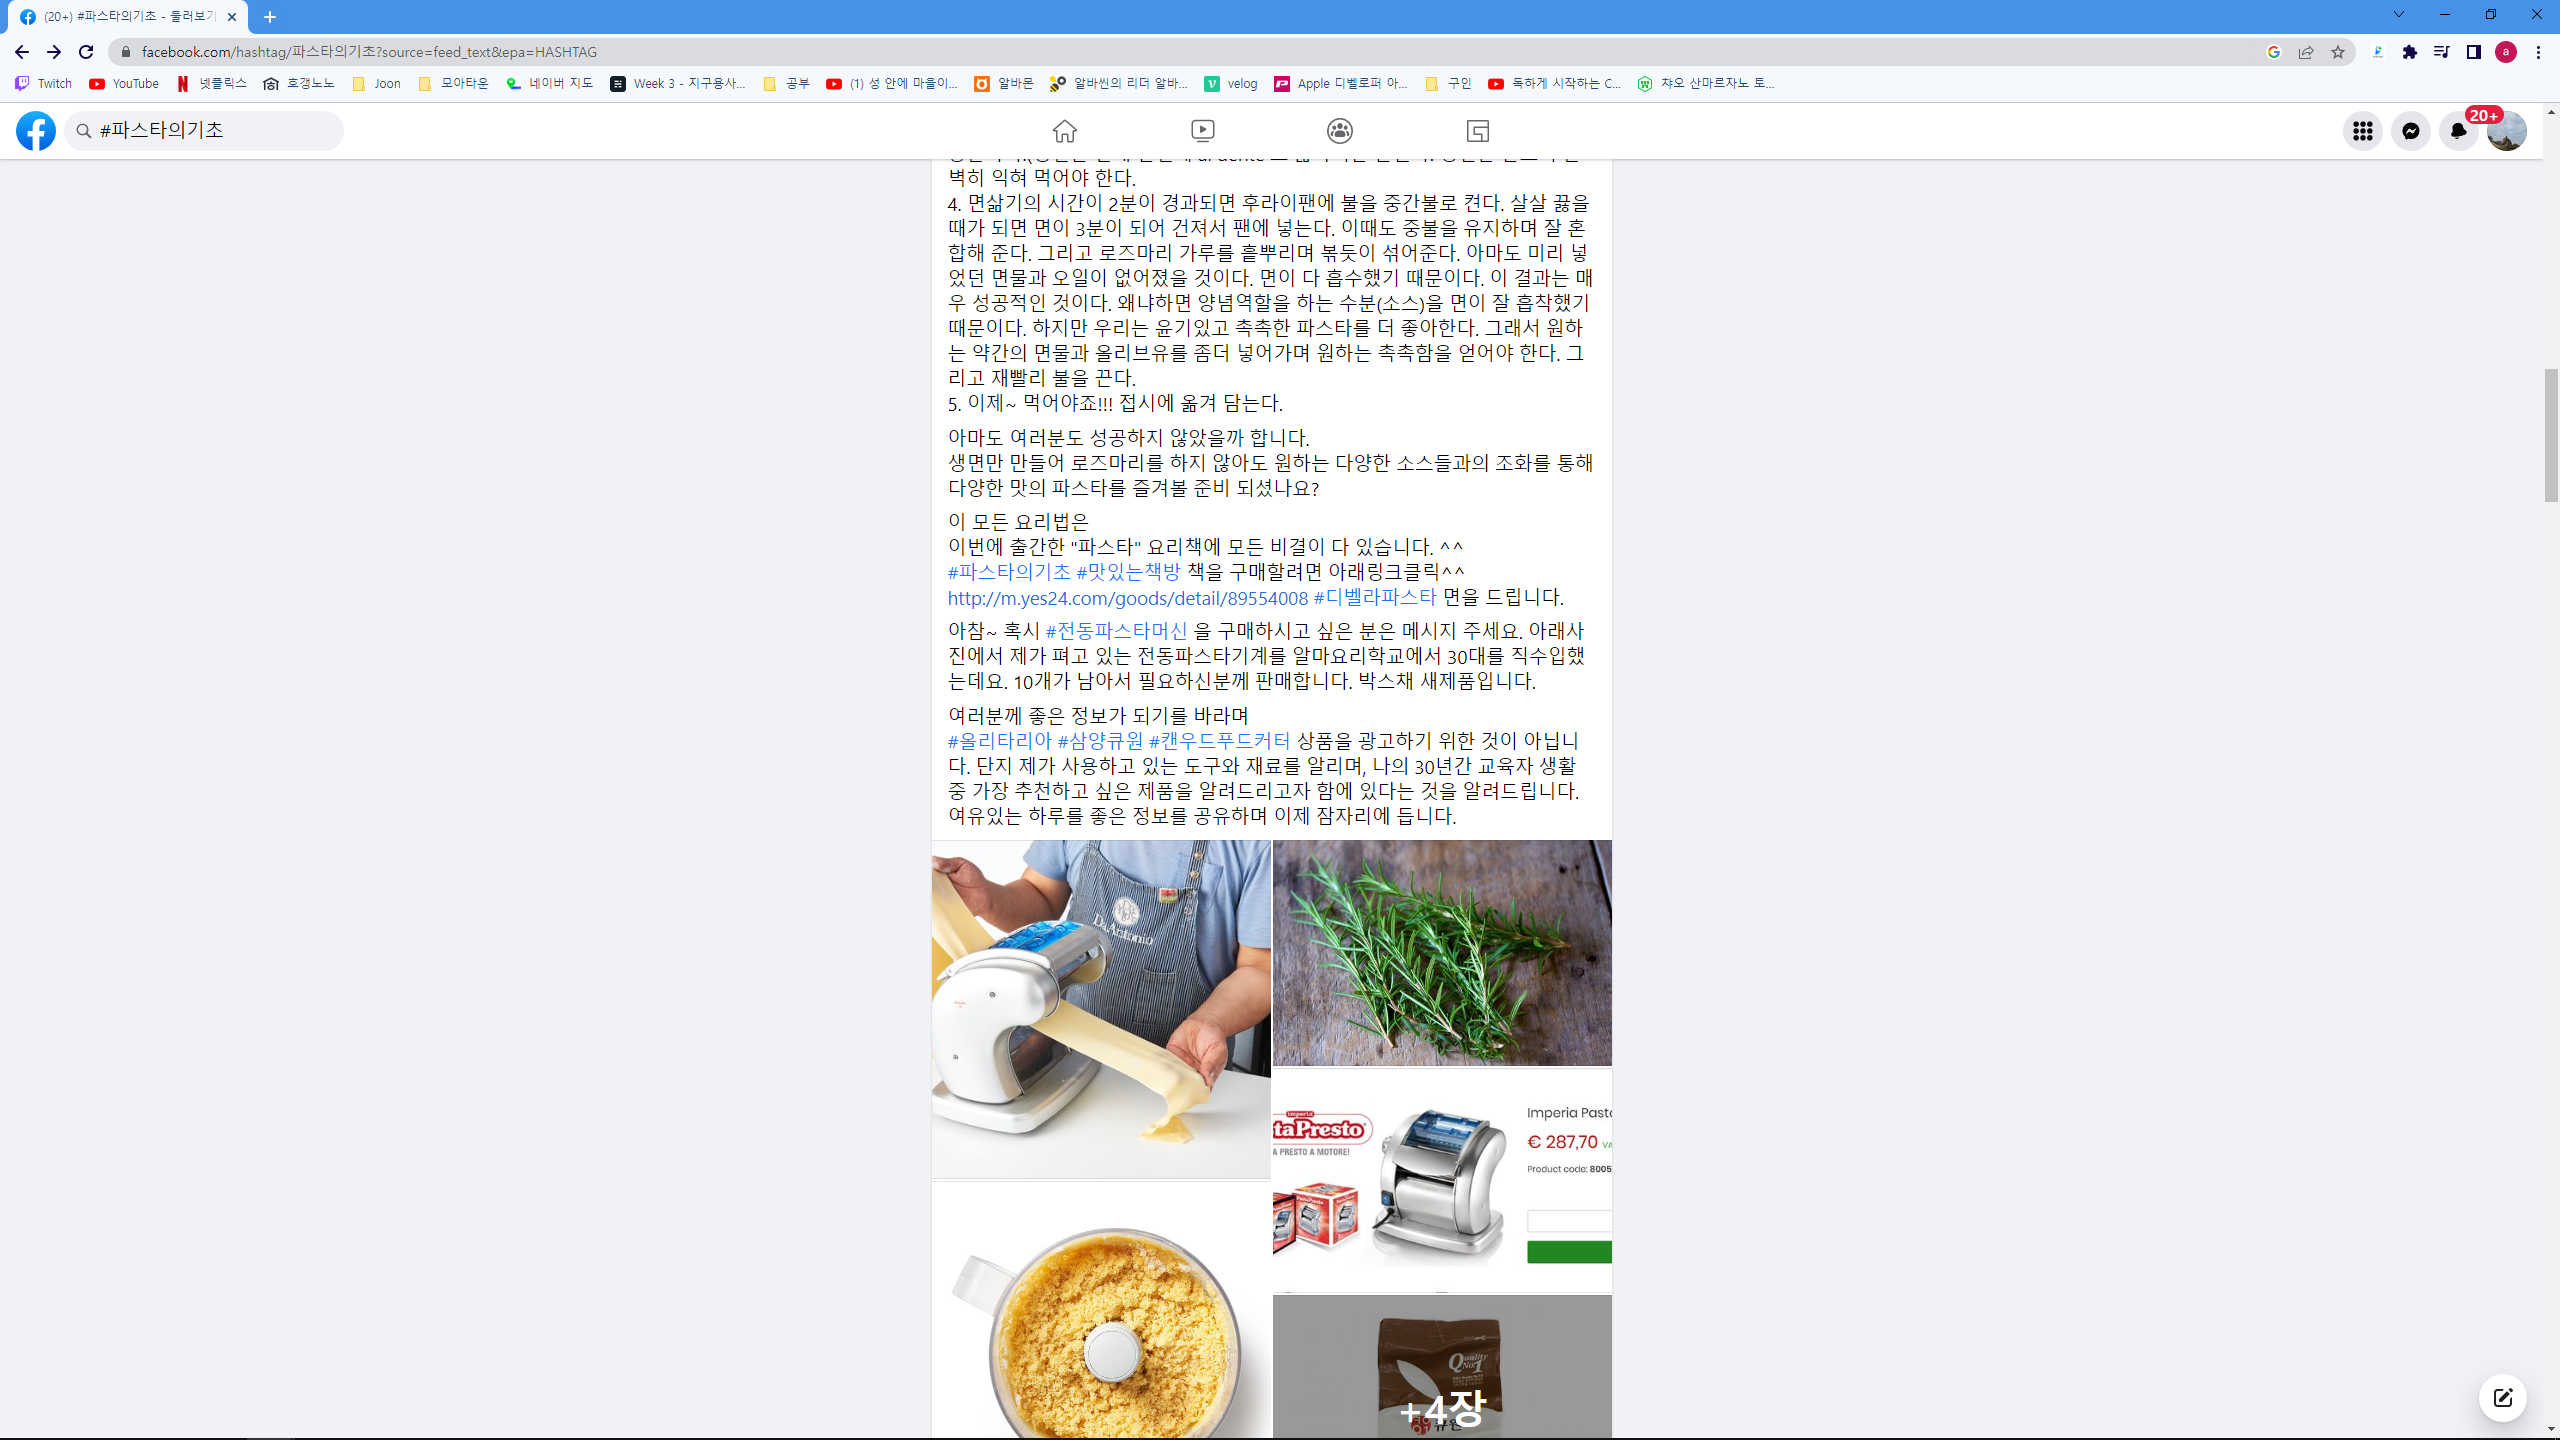 (20+) #파스타의기초 - 둘러보기
facebook.com/hashtag/파스타의기초?source=feed_text&epa=HASHTAG
Twitch YouTube 넷플릭스 호갱노노 Joon 모아타운 네이버 지도 Week 3 - 지구용사... 공부 (1) 성 안에 마을이... 알바몬 알바씬의 리더 알바... velog Apple 디벨로퍼 아... 구인 독하게 시작하는 C... 챠오 산마르자노 토...
#파스타의기초
20+
벽히 익혀 먹어야 한다.
4. 면삶기의 시간이 2분이 경과되면 후라이팬에 불을 중간불로 켠다. 살살 끓을
때가 되면 면이 3분이 되어 건져서 팬에 넣는다. 이때도 중불을 유지하며 잘 혼
합해 준다. 그리고 로즈마리 가루를 흩뿌리며 볶듯이 섞어준다. 아마도 미리 넣
었던 면물과 오일이 없어졌을 것이다. 면이 다 흡수했기 때문이다. 이 결과는 매
우 성공적인 것이다. 왜냐하면 양념역할을 하는 수분(소스)을 면이 잘 흡착했기
때문이다. 하지만 우리는 윤기있고 촉촉한 파스타를 더 좋아한다. 그래서 원하
는 약간의 면물과 올리브유를 좀더 넣어가며 원하는 촉촉함을 얻어야 한다. 그
리고 재빨리 불을 끈다.
5. 이제~ 먹어야죠!!! 접시에 옮겨 담는다.
아마도 여러분도 성공하지 않았을까 합니다.
생면만 만들어 로즈마리를 하지 않아도 원하는 다양한 소스들과의 조화를 통해
다양한 맛의 파스타를 즐겨볼 준비 되셨나요?
이 모든 요리법은
이번에 출간한 "파스타" 요리책에 모든 비결이 다 있습니다. ^^
#파스타의기초 #맛있는책방 책을 구매할려면 아래링크클릭^^
http://m.yes24.com/goods/detail/89554008 #디벨라파스타 면을 드립니다.
아참~ 혹시 #전동파스타머신 을 구매하시고 싶은 분은 메시지 주세요. 아래사
진에서 제가 펴고 있는 전동파스타기계를 알마요리학교에서 30대를 직수입했
는데요. 10개가 남아서 필요하신분께 판매합니다. 박스채 새제품입니다.
여러분께 좋은 정보가 되기를 바라며
#올리타리아 #삼양큐원 #캔우드푸드커터 상품을 광고하기 위한 것이 아닙니
다. 단지 제가 사용하고 있는 도구와 재료를 알리며, 나의 30년간 교육자 생활
중 가장 추천하고 싶은 제품을 알려드리고자 함에 있다는 것을 알려드립니다.
여유있는 하루를 좋은 정보를 공유하며 이제 잠자리에 듭니다.
imperia
taPresto
A PRESTO A MOTORE!
Imperia Past
€ 287,70 VA
Product code: 8005
Quality
No.1
+4장
큐원